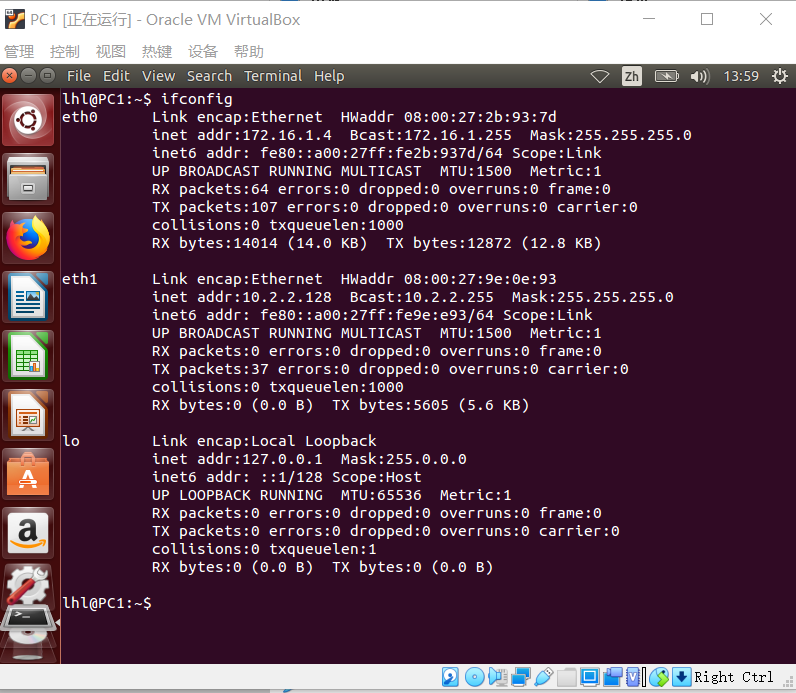 PC1 [正在运行] - Oracle VM VirtualBox
管理 控制 视图 热键 设备 帮助
File Edit View Search Terminal Help Zh 13:59
lhl@PC1:~$ ifconfig
eth0 Link encap:Ethernet HWaddr 08:00:27:2b:93:7d
inet addr:172.16.1.4 Bcast:172.16.1.255 Mask:255.255.255.0
inet6 addr: fe80::a00:27ff:fe2b:937d/64 Scope:Link
UP BROADCAST RUNNING MULTICAST MTU:1500 Metric:1
RX packets:64 errors:0 dropped:0 overruns:0 frame:0
TX packets:107 errors:0 dropped:0 overruns:0 carrier:0
collisions:0 txqueuelen:1000
RX bytes:14014 (14.0 KB) TX bytes:12872 (12.8 KB)
eth1 Link encap:Ethernet HWaddr 08:00:27:9e:0e:93
inet addr:10.2.2.128 Bcast:10.2.2.255 Mask:255.255.255.0
inet6 addr: fe80::a00:27ff:fe9e:e93/64 Scope:Link
UP BROADCAST RUNNING MULTICAST MTU:1500 Metric:1
RX packets:0 errors:0 dropped:0 overruns:0 frame:0
TX packets:37 errors:0 dropped:0 overruns:0 carrier:0
collisions:0 txqueuelen:1000
RX bytes:0 (0.0 B) TX bytes:5605 (5.6 KB)
lo Link encap:Local Loopback
inet addr:127.0.0.1 Mask:255.0.0.0
inet6 addr: ::1/128 Scope:Host
UP LOOPBACK RUNNING MTU:65536 Metric:1
RX packets:0 errors:0 dropped:0 overruns:0 frame:0
TX packets:0 errors:0 dropped:0 overruns:0 carrier:0
collisions:0 txqueuelen:1
RX bytes:0 (0.0 B) TX bytes:0 (0.0 B)
lhl@PC1:~$
Right Ctrl